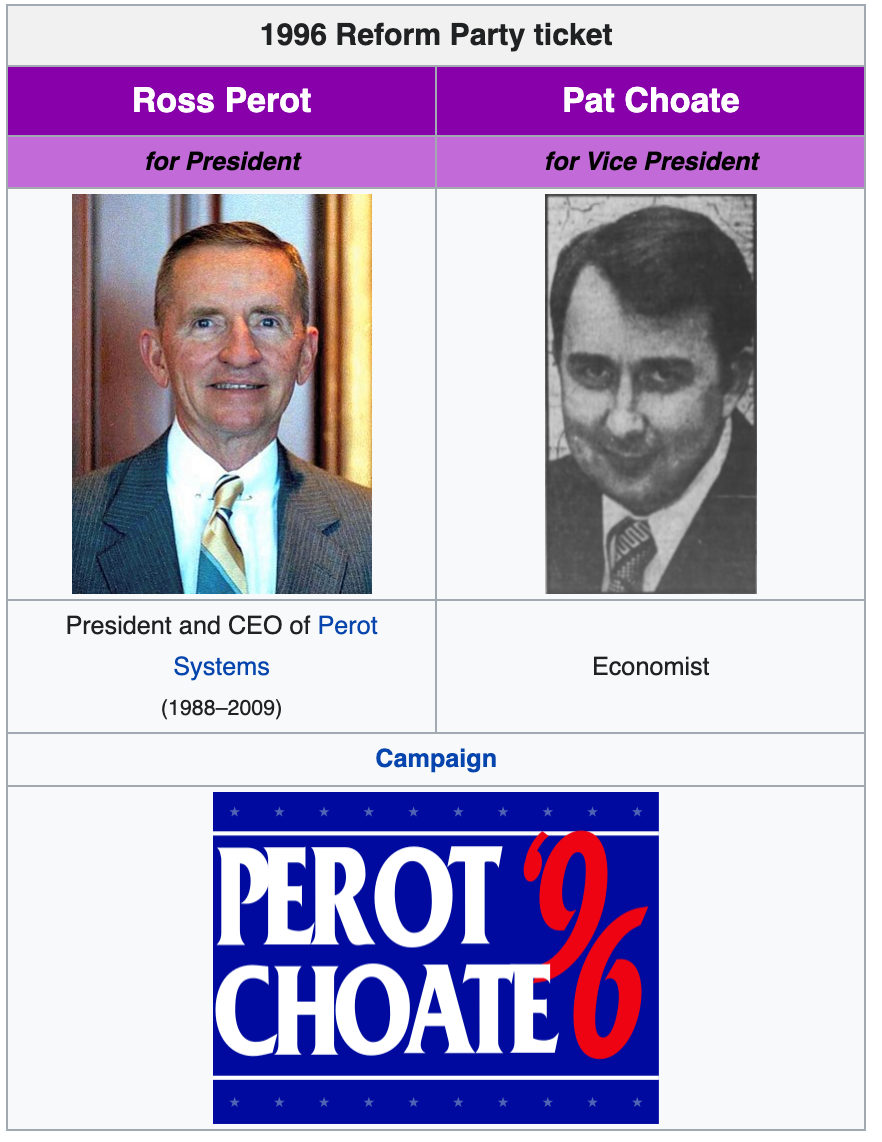 1996 Reform Party ticket
Ross Perot
Pat Choate
for President
for Vice President
President and CEO of Perot
Systems
(1988–2009)
Economist
Campaign
PEROT '96
CHOATE